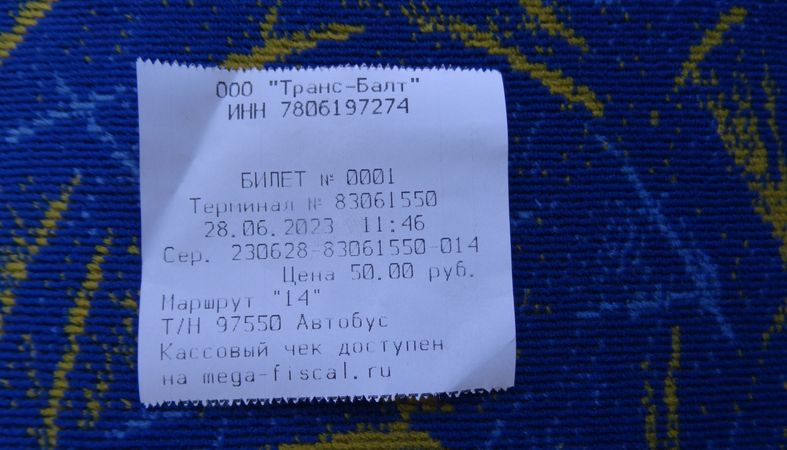 ООО "Транс-Балт"
ИНН 7806197274
БИЛЕТ № 0001
Терминал № 83061550
28.06.2023 11:46
Сер. 230628-83061550-014
Цена 50.00 руб.
Маршрут "14"
Т/Н 97550 Автобус
Кассовый чек доступен
на mega-fiscal.ru